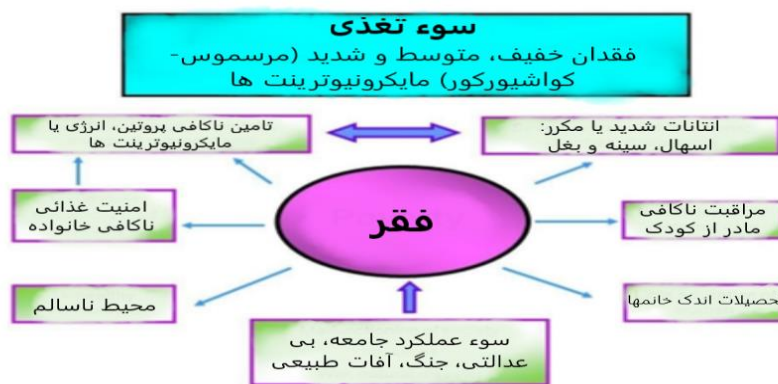 سوء تغذی
فقدان خفیف، متوسط و شدید (مرسموس-
کواشیورکور) مایکرونیوترینت ها
انتانات شدید یا مکرر:
اسهال، سینه و بغل
تامین ناکافی پروتین، انرژی یا
مایکرونیوترینت ها
فقر
مراقبت ناکافی
مادر از کودک
امنیت غذائی
ناکافی خانواده
حصیلات اندک خانمها
محیط ناسالم
سوء عملکرد جامعه، بی
عدالتی، جنگ، آفات طبیعی